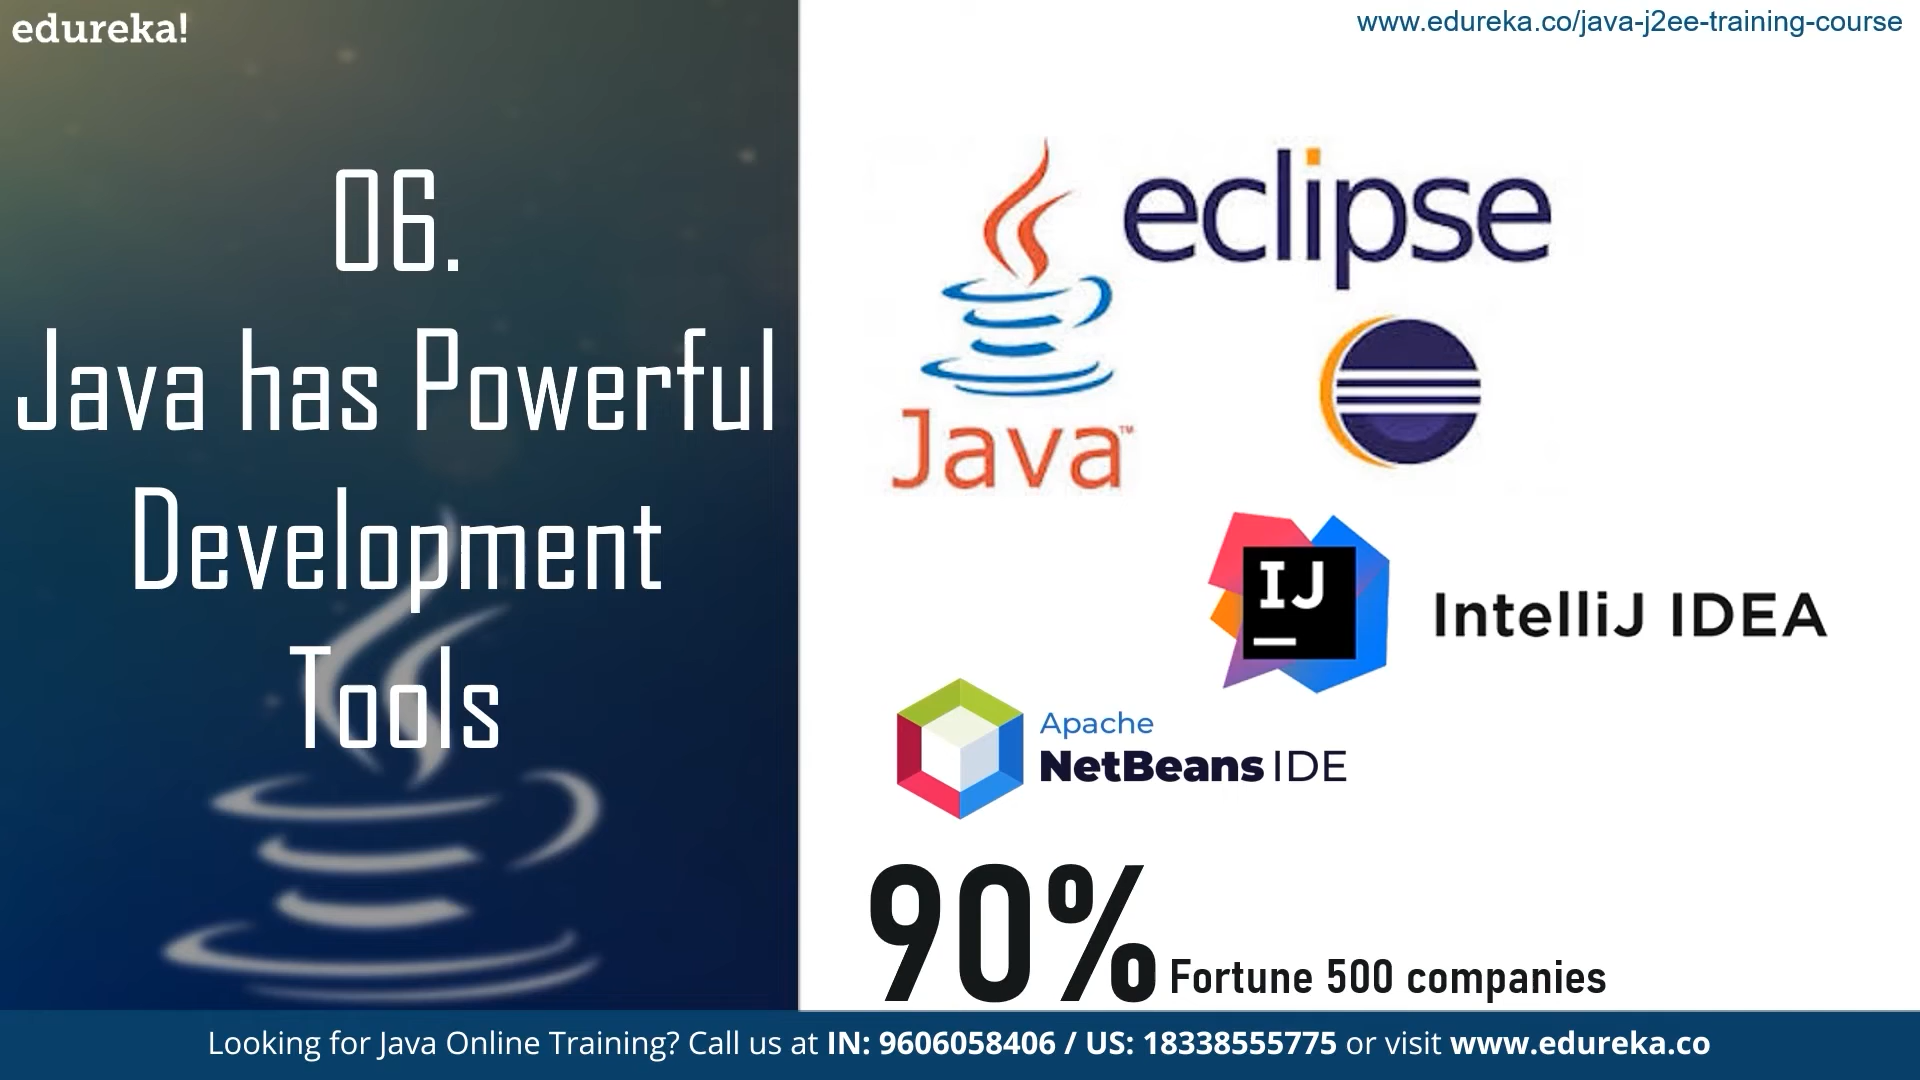 edureka!
www.edureka.co/java-j2ee-training-course
06.
Java has Powerful
Development
Tools
eclipse
Java™
IJ
IntelliJ IDEA
Apache
NetBeans IDE
90% Fortune 500 companies
Looking for Java Online Training? Call us at IN: 9606058406 / US: 18338555775 or visit www.edureka.co